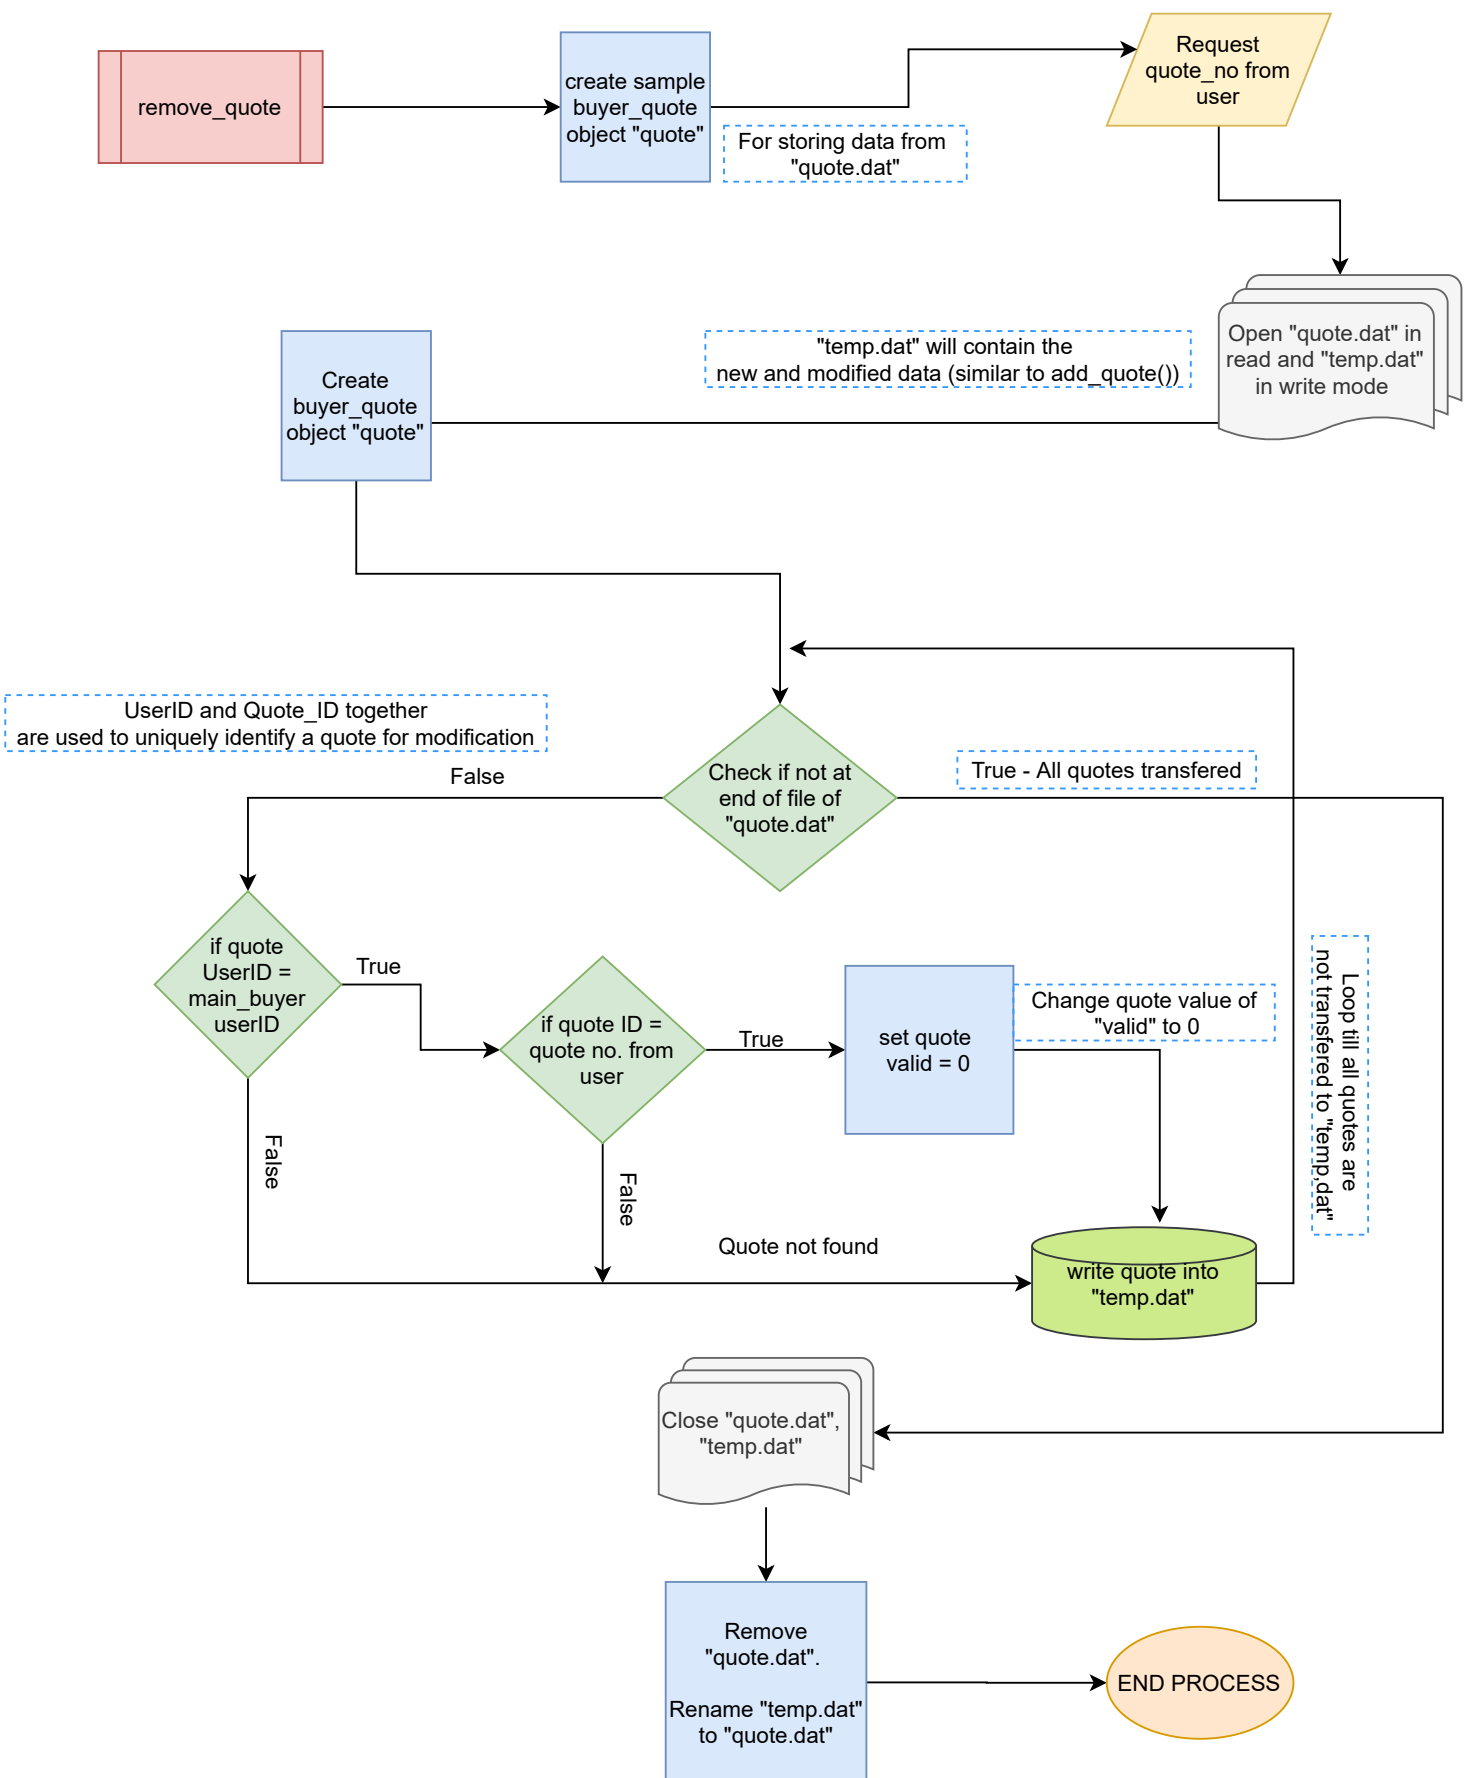 remove_quote
create sample
buyer_quote
object "quote"
For storing data from
"quote.dat"
Request
quote_no from
user
Open "quote.dat" in
read and "temp.dat"
in write mode
"temp.dat" will contain the
new and modified data (similar to add_quote())
Create
buyer_quote
object "quote"
UserID and Quote_ID together
are used to uniquely identify a quote for modification
False
Check if not at
end of file of
"quote.dat"
True - All quotes transfered
if quote
UserID =
main_buyer
userID
True
if quote ID =
quote no. from
user
True
set quote
valid = 0
Change quote value of
"valid" to 0
Loop till all quotes are
not transfered to "temp,dat"
False
False
Quote not found
write quote into
"temp.dat"
Close "quote.dat",
"temp.dat"
Remove
"quote.dat".
Rename "temp.dat"
to "quote.dat"
END PROCESS